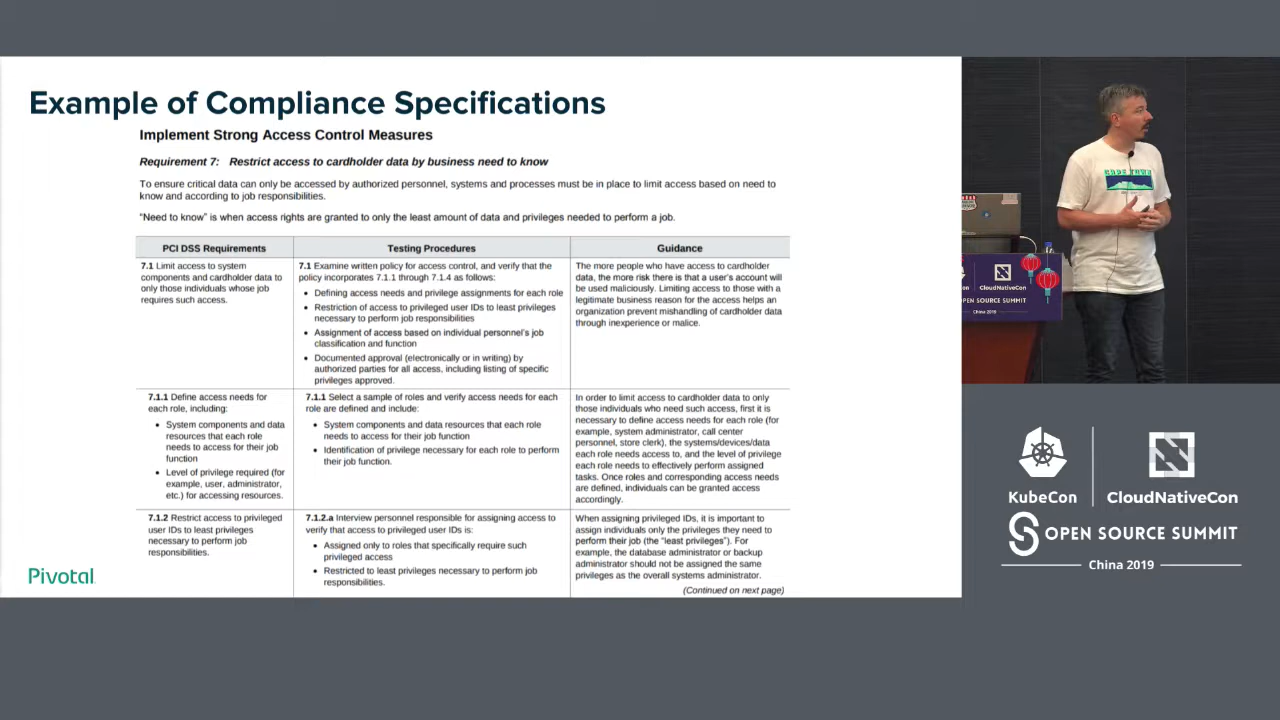 Example of Compliance Specifications
Implement Strong Access Control Measures
Requirement 7: Restrict access to cardholder data by business need to know
To ensure critical data can only be accessed by authorized personnel, systems and processes must be in place to limit access based on need to
know and according to job responsibilities.
"Need to know" is when access rights are granted to only the least amount of data and privileges needed to perform a job.
PCI DSS Requirements
Testing Procedures
Guidance
7.1 Limit access to system
components and cardholder data to
only those individuals whose job
requires such access.
7.1 Examine written policy for access control, and verify that the
policy incorporates 7.1.1 through 7.1.4 as follows:
• Defining access needs and privilege assignments for each role
• Restriction of access to privileged user IDs to least privileges
necessary to perform job responsibilities
• Assignment of access based on individual personnel's job
classification and function
• Documented approval (electronically or in writing) by
authorized parties for all access, including listing of specific
privileges approved.
The more people who have access to cardholder
data, the more risk there is that a user's account will
be used maliciously. Limiting access to those with a
legitimate business reason for the access helps an
organization prevent mishandling of cardholder data
through inexperience or malice.
7.1.1 Define access needs for
each role, including:
• System components and data
resources that each role
needs to access for their job
function
• Level of privilege required (for
example, user, administrator,
etc.) for accessing resources.
7.1.1 Select a sample of roles and verify access needs for each
role are defined and include:
• System components and data resources that each role
needs to access for their job function
• Identification of privilege necessary for each role to perform
their job function.
In order to limit access to cardholder data to only
those individuals who need such access, first it is
necessary to define access needs for each role (for
example, system administrator, call center
personnel, store clerk), the systems/devices/data
each role needs access to, and the level of privilege
each role needs to effectively perform assigned
tasks. Once roles and corresponding access needs
are defined, individuals can be granted access
accordingly.
7.1.2 Restrict access to privileged
user IDs to least privileges
necessary to perform job
responsibilities.
7.1.2.a Interview personnel responsible for assigning access to
verify that access to privileged user IDs is:
• Assigned only to roles that specifically require such
privileged access
• Restricted to least privileges necessary to perform job
responsibilities.
When assigning privileged IDs, it is important to
assign individuals only the privileges they need to
perform their job (the "least privileges"). For
example, the database administrator or backup
administrator should not be assigned the same
privileges as the overall systems administrator.
(Continued on next page)
Pivotal
CAPE TOWN
CloudNativeCon
OPEN SOURCE SUMMIT
China 2019
KubeCon
CloudNativeCon
OPEN SOURCE SUMMIT
China 2019